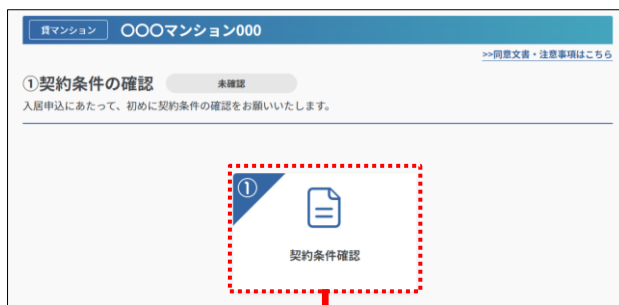 貸マンション 〇〇〇マンション000
>>同意文書・注意事項はこちら
①契約条件の確認 未確認
入居申込にあたって、初めに契約条件の確認をお願いいたします。
①
契約条件確認